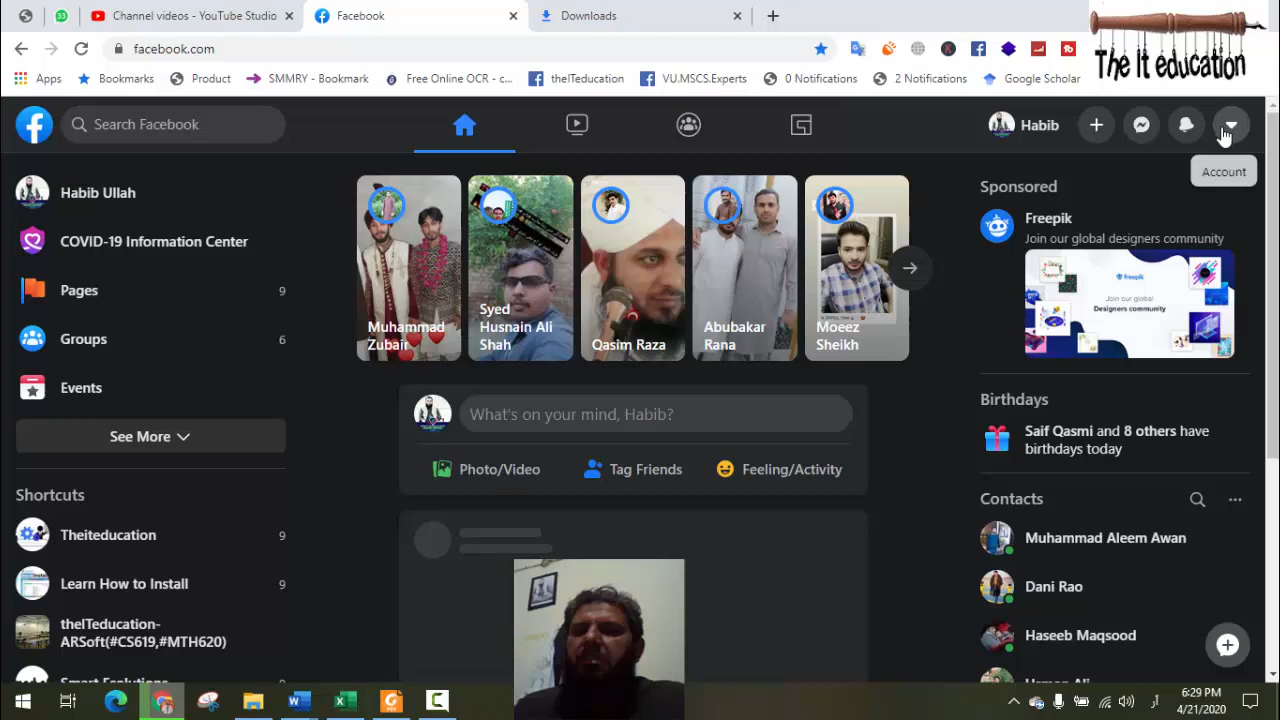 33
Channel videos - YouTube Studio
Facebook
Downloads
facebook.com
The It education
Apps
Bookmarks
Product
SMMRY - Bookmark
Free Online OCR - c...
theITeducation
VU.MSCS.Experts
0 Notifications
2 Notifications
Google Scholar
Search Facebook
Habib
Account
Habib Ullah
COVID-19 Information Center
Pages
9
Groups
6
Events
See More
Shortcuts
Theiteducation
9
Learn How to Install
9
theITeducation-
ARSoft(#CS619,#MTH620)
Muhammad
Zubair
Syed
Husnain Ali
Shah
Qasim Raza
Abubakar
Rana
Moeez
Sheikh
What's on your mind, Habib?
Photo/Video
Tag Friends
Feeling/Activity
Sponsored
Freepik
Join our global designers community
freepik
Join our global
Designers community
Birthdays
Saif Qasmi and 8 others have
birthdays today
Contacts
Muhammad Aleem Awan
Dani Rao
Haseeb Maqsood
6:29 PM
4/21/2020